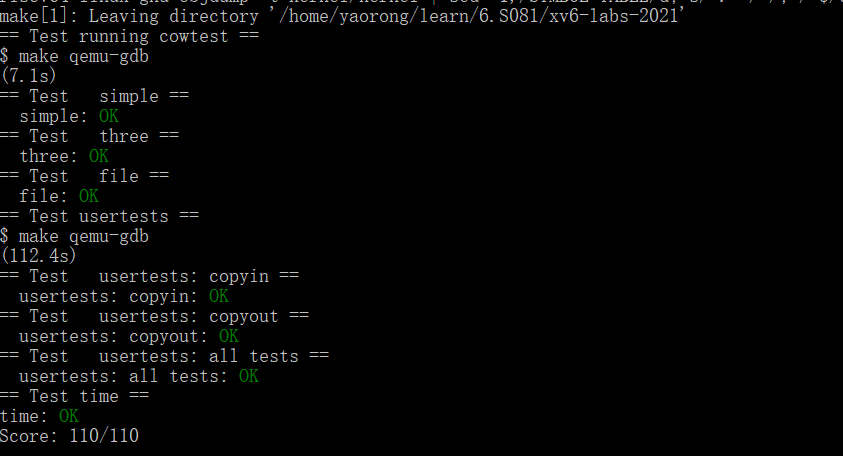 make[1]: Leaving directory '/home/yaorong/learn/6.S081/xv6-labs-2021'
== Test running cowtest ==
$ make qemu-gdb
(7.1s)
== Test   simple ==
  simple: OK
== Test   three ==
  three: OK
== Test   file ==
  file: OK
== Test usertests ==
$ make qemu-gdb
(112.4s)
== Test   usertests: copyin ==
  usertests: copyin: OK
== Test   usertests: copyout ==
  usertests: copyout: OK
== Test   usertests: all tests ==
  usertests: all tests: OK
== Test time ==
time: OK
Score: 110/110